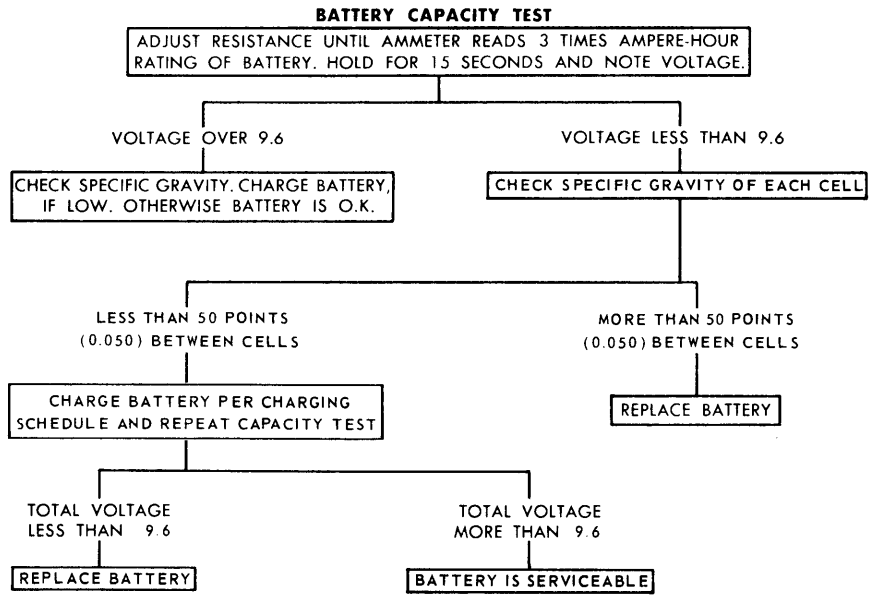 BATTERY CAPACITY TEST
ADJUST RESISTANCE UNTIL AMMETER READS 3 TIMES AMPERE-HOUR
RATING OF BATTERY. HOLD FOR 15 SECONDS AND NOTE VOLTAGE.
VOLTAGE OVER 9.6
VOLTAGE LESS THAN 9.6
CHECK SPECIFIC GRAVITY. CHARGE BATTERY,
IF LOW. OTHERWISE BATTERY IS O.K.
CHECK SPECIFIC GRAVITY OF EACH CELL
LESS THAN 50 POINTS
(0.050) BETWEEN CELLS
MORE THAN 50 POINTS
(0.050) BETWEEN CELLS
CHARGE BATTERY PER CHARGING
SCHEDULE AND REPEAT CAPACITY TEST
REPLACE BATTERY
TOTAL VOLTAGE
LESS THAN 9.6
TOTAL VOLTAGE
MORE THAN 9.6
REPLACE BATTERY
BATTERY IS SERVICEABLE